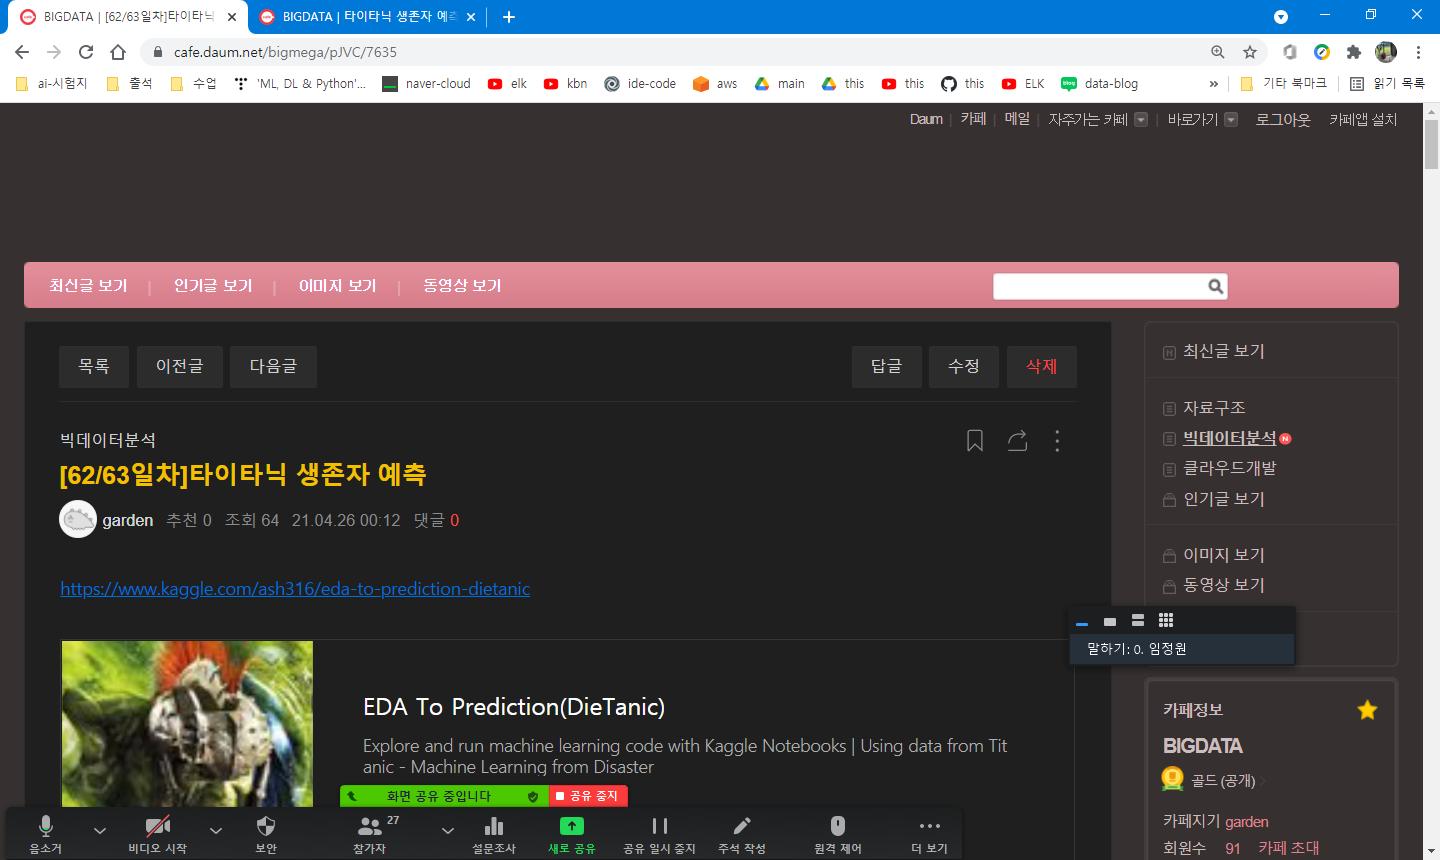 BIGDATA | [62/63일차]타이타닉
BIGDATA | 타이타닉 생존자 예측
cafe.daum.net/bigmega/pJVC/7635
ai-시험지
출석
수업
'ML, DL & Python'...
naver-cloud
elk
kbn
ide-code
aws
main
this
this
this
ELK
data-blog
»
기타 북마크
읽기 목록
Daum | 카페 | 메일 | 자주가는 카페 | 바로가기 로그아웃 카페앱 설치
최신글 보기 | 인기글 보기 | 이미지 보기 | 동영상 보기
목록 이전글 다음글 답글 수정 삭제
빅데이터분석
[62/63일차]타이타닉 생존자 예측
garden 추천 0 조회 64 21.04.26 00:12 댓글 0
https://www.kaggle.com/ash316/eda-to-prediction-dietanic
EDA To Prediction(DieTanic)
Explore and run machine learning code with Kaggle Notebooks | Using data from Tit
anic - Machine Learning from Disaster
최신글 보기
자료구조
빅데이터분석 N
클라우드개발
인기글 보기
이미지 보기
동영상 보기
말하기: 0. 임정원
카페정보
BIGDATA
골드 (공개)
카페지기 garden
회원수 91 카페 초대
화면 공유 중입니다 공유 중지
27
음소거 비디오 시작 보안 참가자 설문조사 새로 공유 공유 일시 중지 주석 작성 원격 제어 더 보기